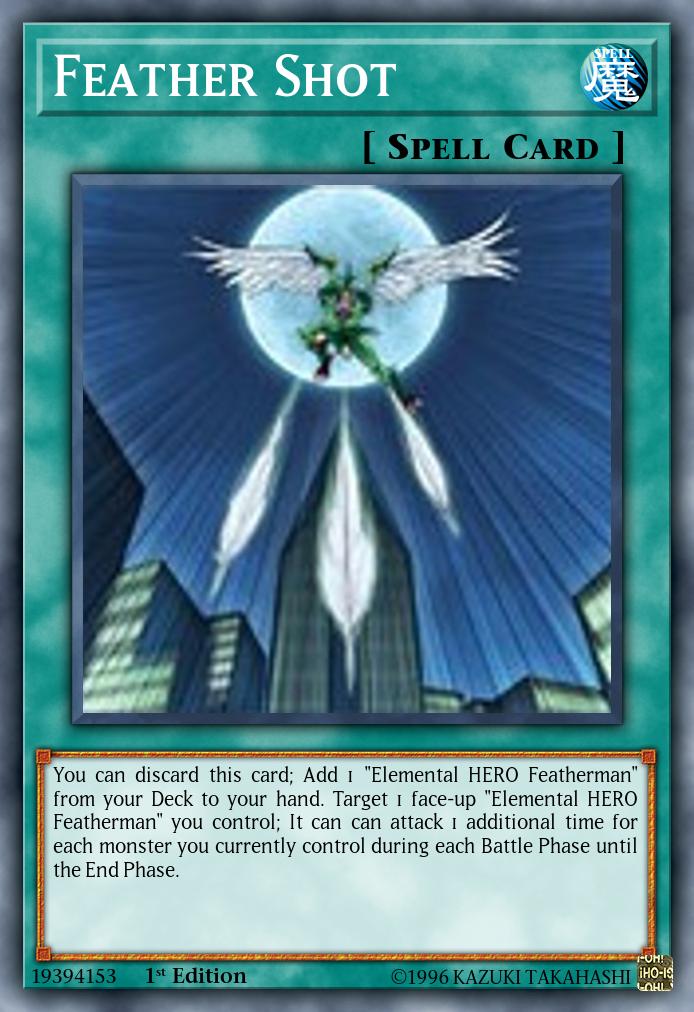 FEATHER SHOT
SPELL
魔
[ SPELL CARD ]
You can discard this card; Add 1 "Elemental HERO Featherman"
from your Deck to your hand. Target 1 face-up "Elemental HERO
Featherman" you control; It can can attack 1 additional time for
each monster you currently control during each Battle Phase until
the End Phase.
19394153 1st Edition ©1996 KAZUKI TAKAHASHI